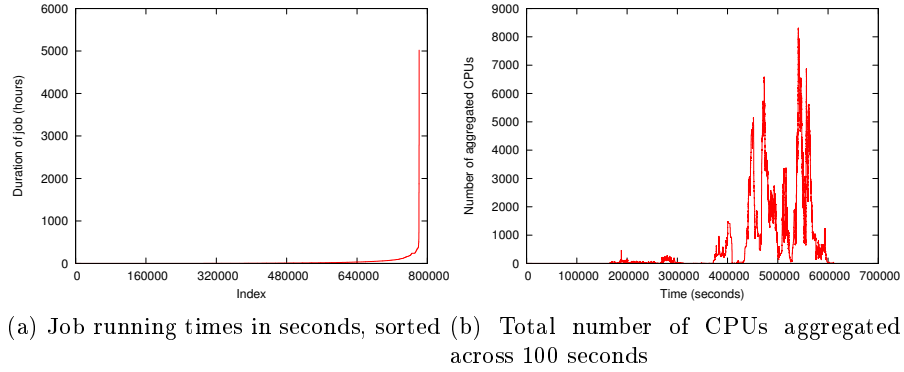 6000
5000
4000
3000
2000
1000
0
Duration of job (hours)
0 160000 320000 480000 640000 800000
Index
(a) Job running times in seconds, sorted
9000
8000
7000
6000
5000
4000
3000
2000
1000
0
Number of aggregated CPUs
0 100000 200000 300000 400000 500000 600000 700000
Time (seconds)
(b) Total number of CPUs aggregated
across 100 seconds